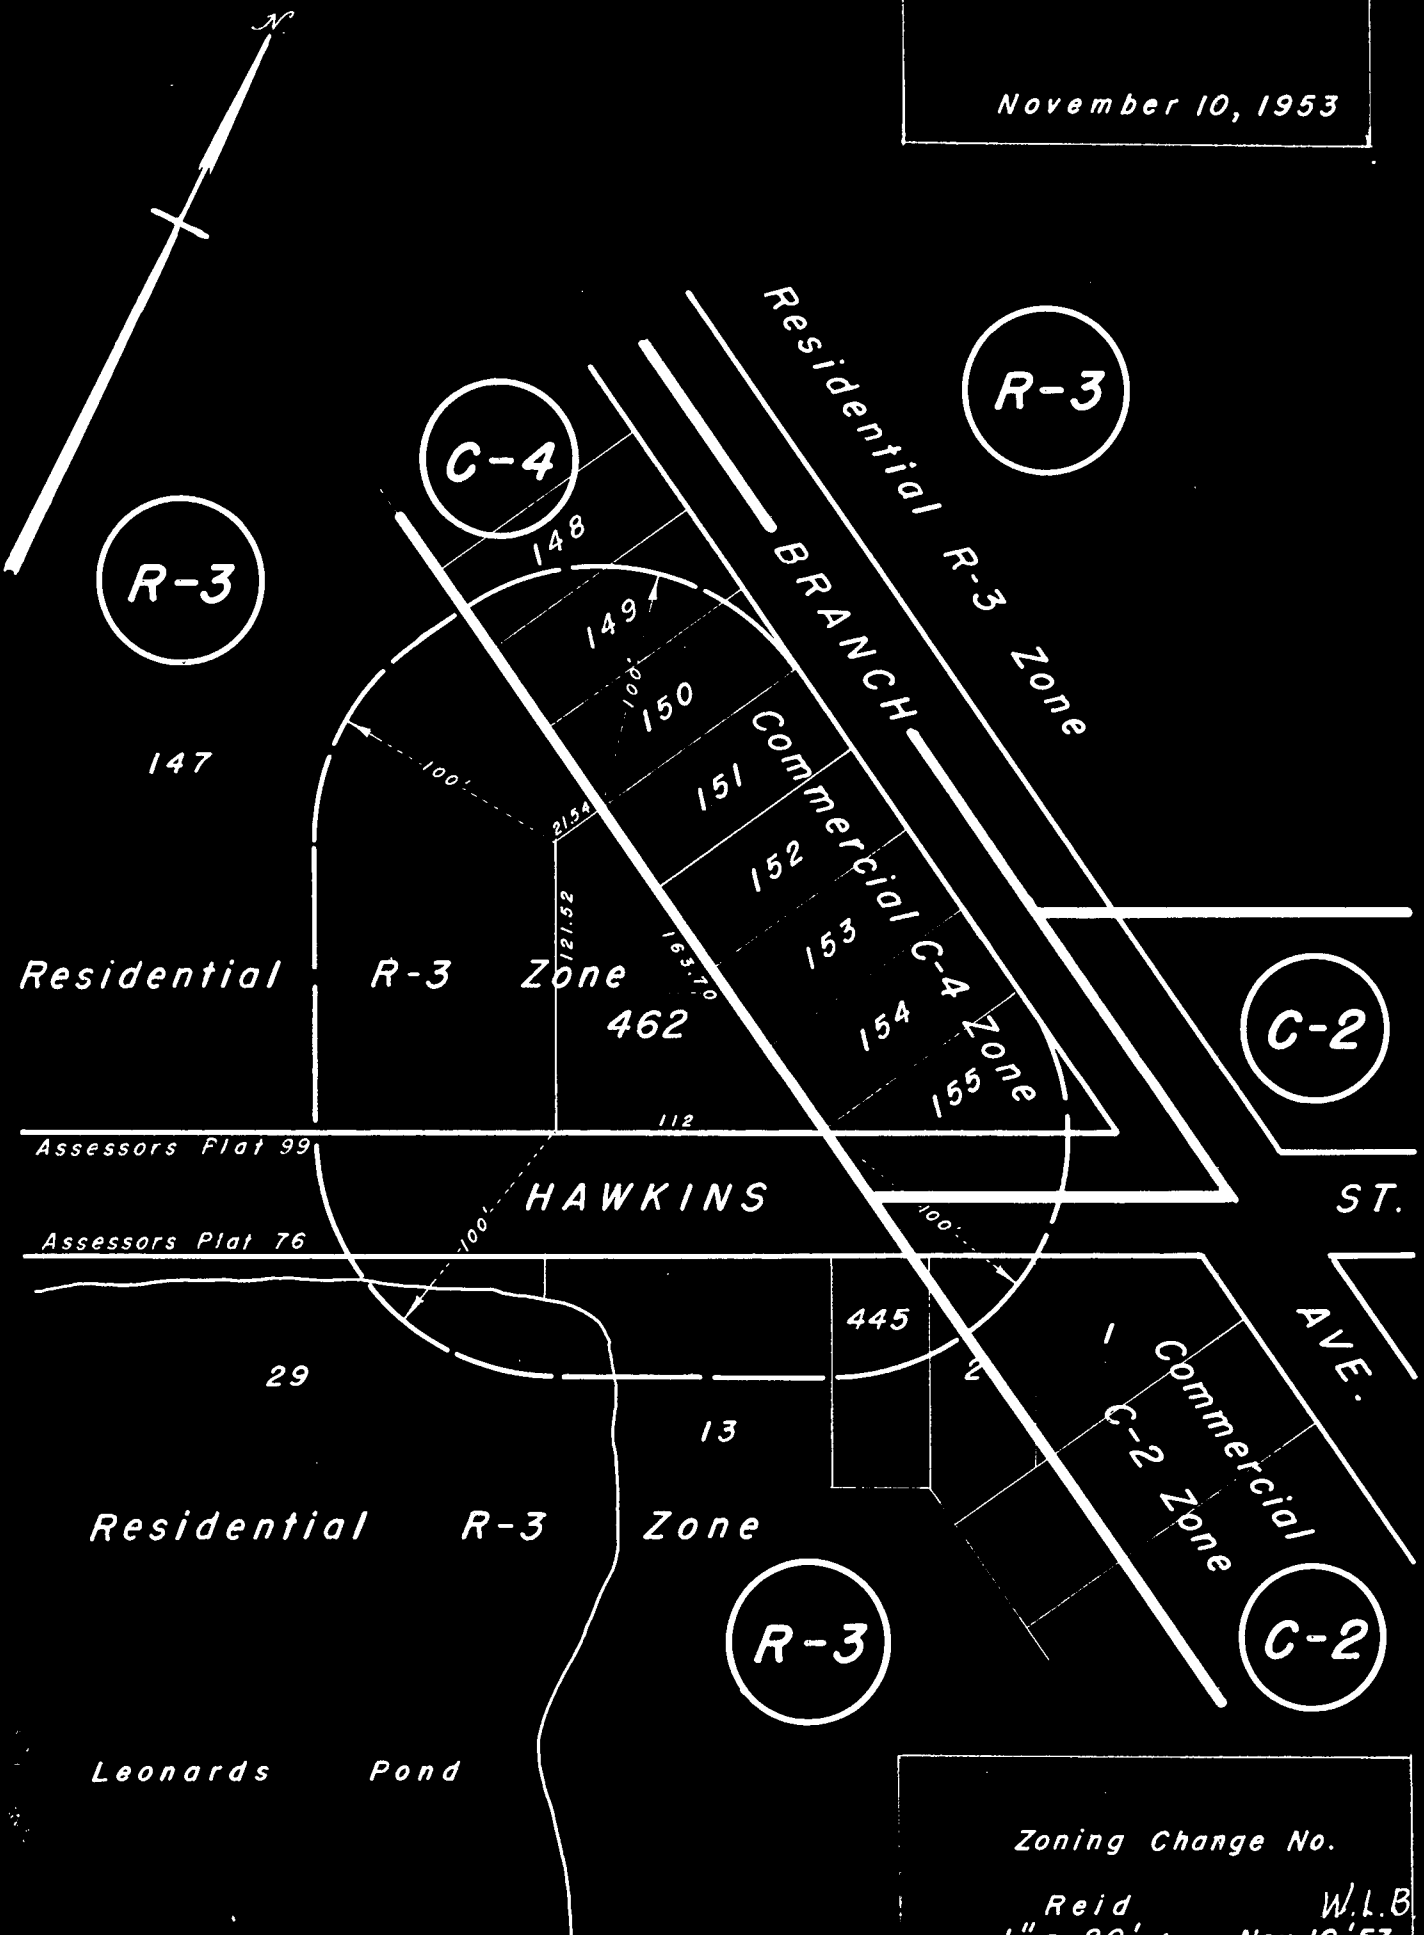 N.
November 10, 1953
R-3
Residential R-3 Zone
C-4
R-3
148
BRANCH
149
100'
150
147
100'
Commercial C-4 Zone
151
21.54
152
121.52
153
163.70
Residential R-3 Zone
462
154
C-2
155
112
Assessors Plat 99
HAWKINS ST.
100'
100'
Assessors Plat 76
445
1
AVE.
29
2
Commercial
C-2 Zone
13
Residential R-3 Zone
R-3
C-2
Leonards Pond
Zoning Change No.
Reid W.L.B
Nov. 10 '53